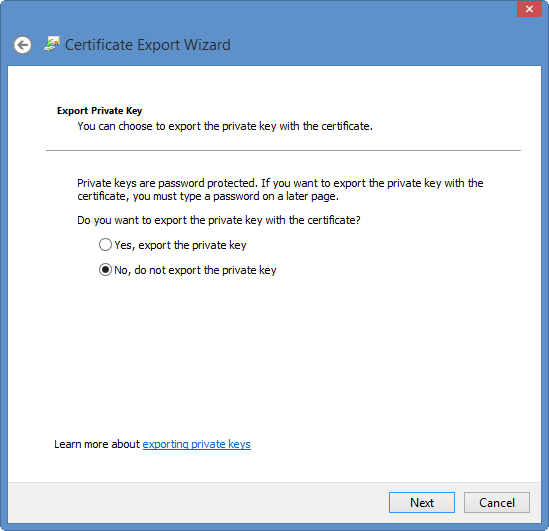 Certificate Export Wizard
Export Private Key
You can choose to export the private key with the certificate.
Private keys are password protected. If you want to export the private key with the
certificate, you must type a password on a later page.
Do you want to export the private key with the certificate?
Yes, export the private key
No, do not export the private key
Learn more about exporting private keys
Next
Cancel